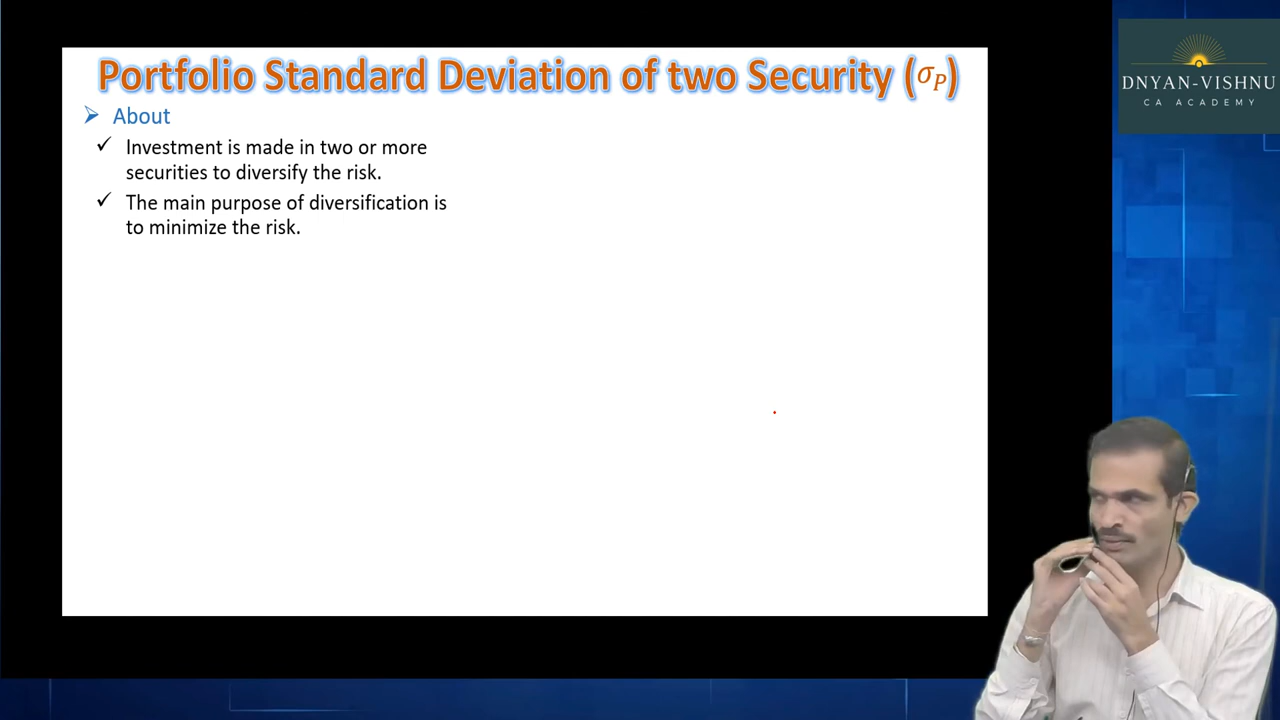 Portfolio Standard Deviation of two Security (σP)
➢ About
✓ Investment is made in two or more
securities to diversify the risk.
✓ The main purpose of diversification is
to minimize the risk.
DNYAN-VISHNU
CA ACADEMY